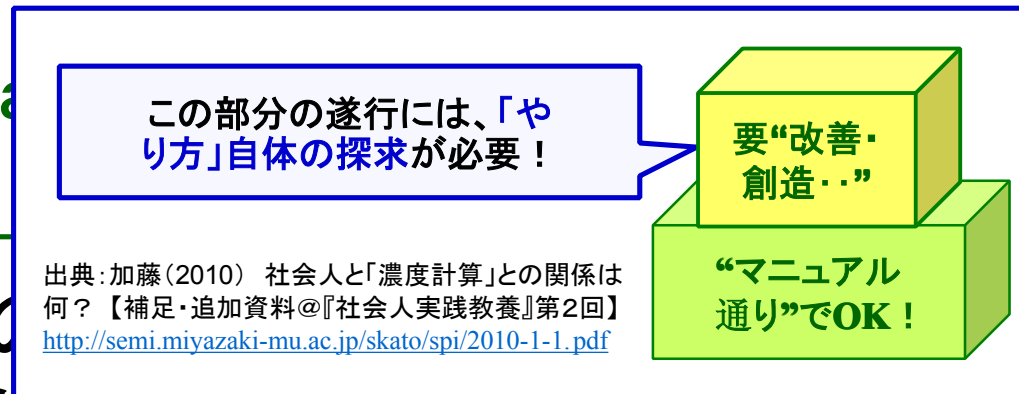 この部分の遂行には、「や
り方」自体の探求が必要！
要“改善・
創造・・”
“マニュアル
通り”でOK！
出典：加藤（2010） 社会人と「濃度計算」との関係は
何？【補足・追加資料＠『社会人実践教養』第２回】
http://semi.miyazaki-mu.ac.jp/skato/spi/2010-1-1.pdf